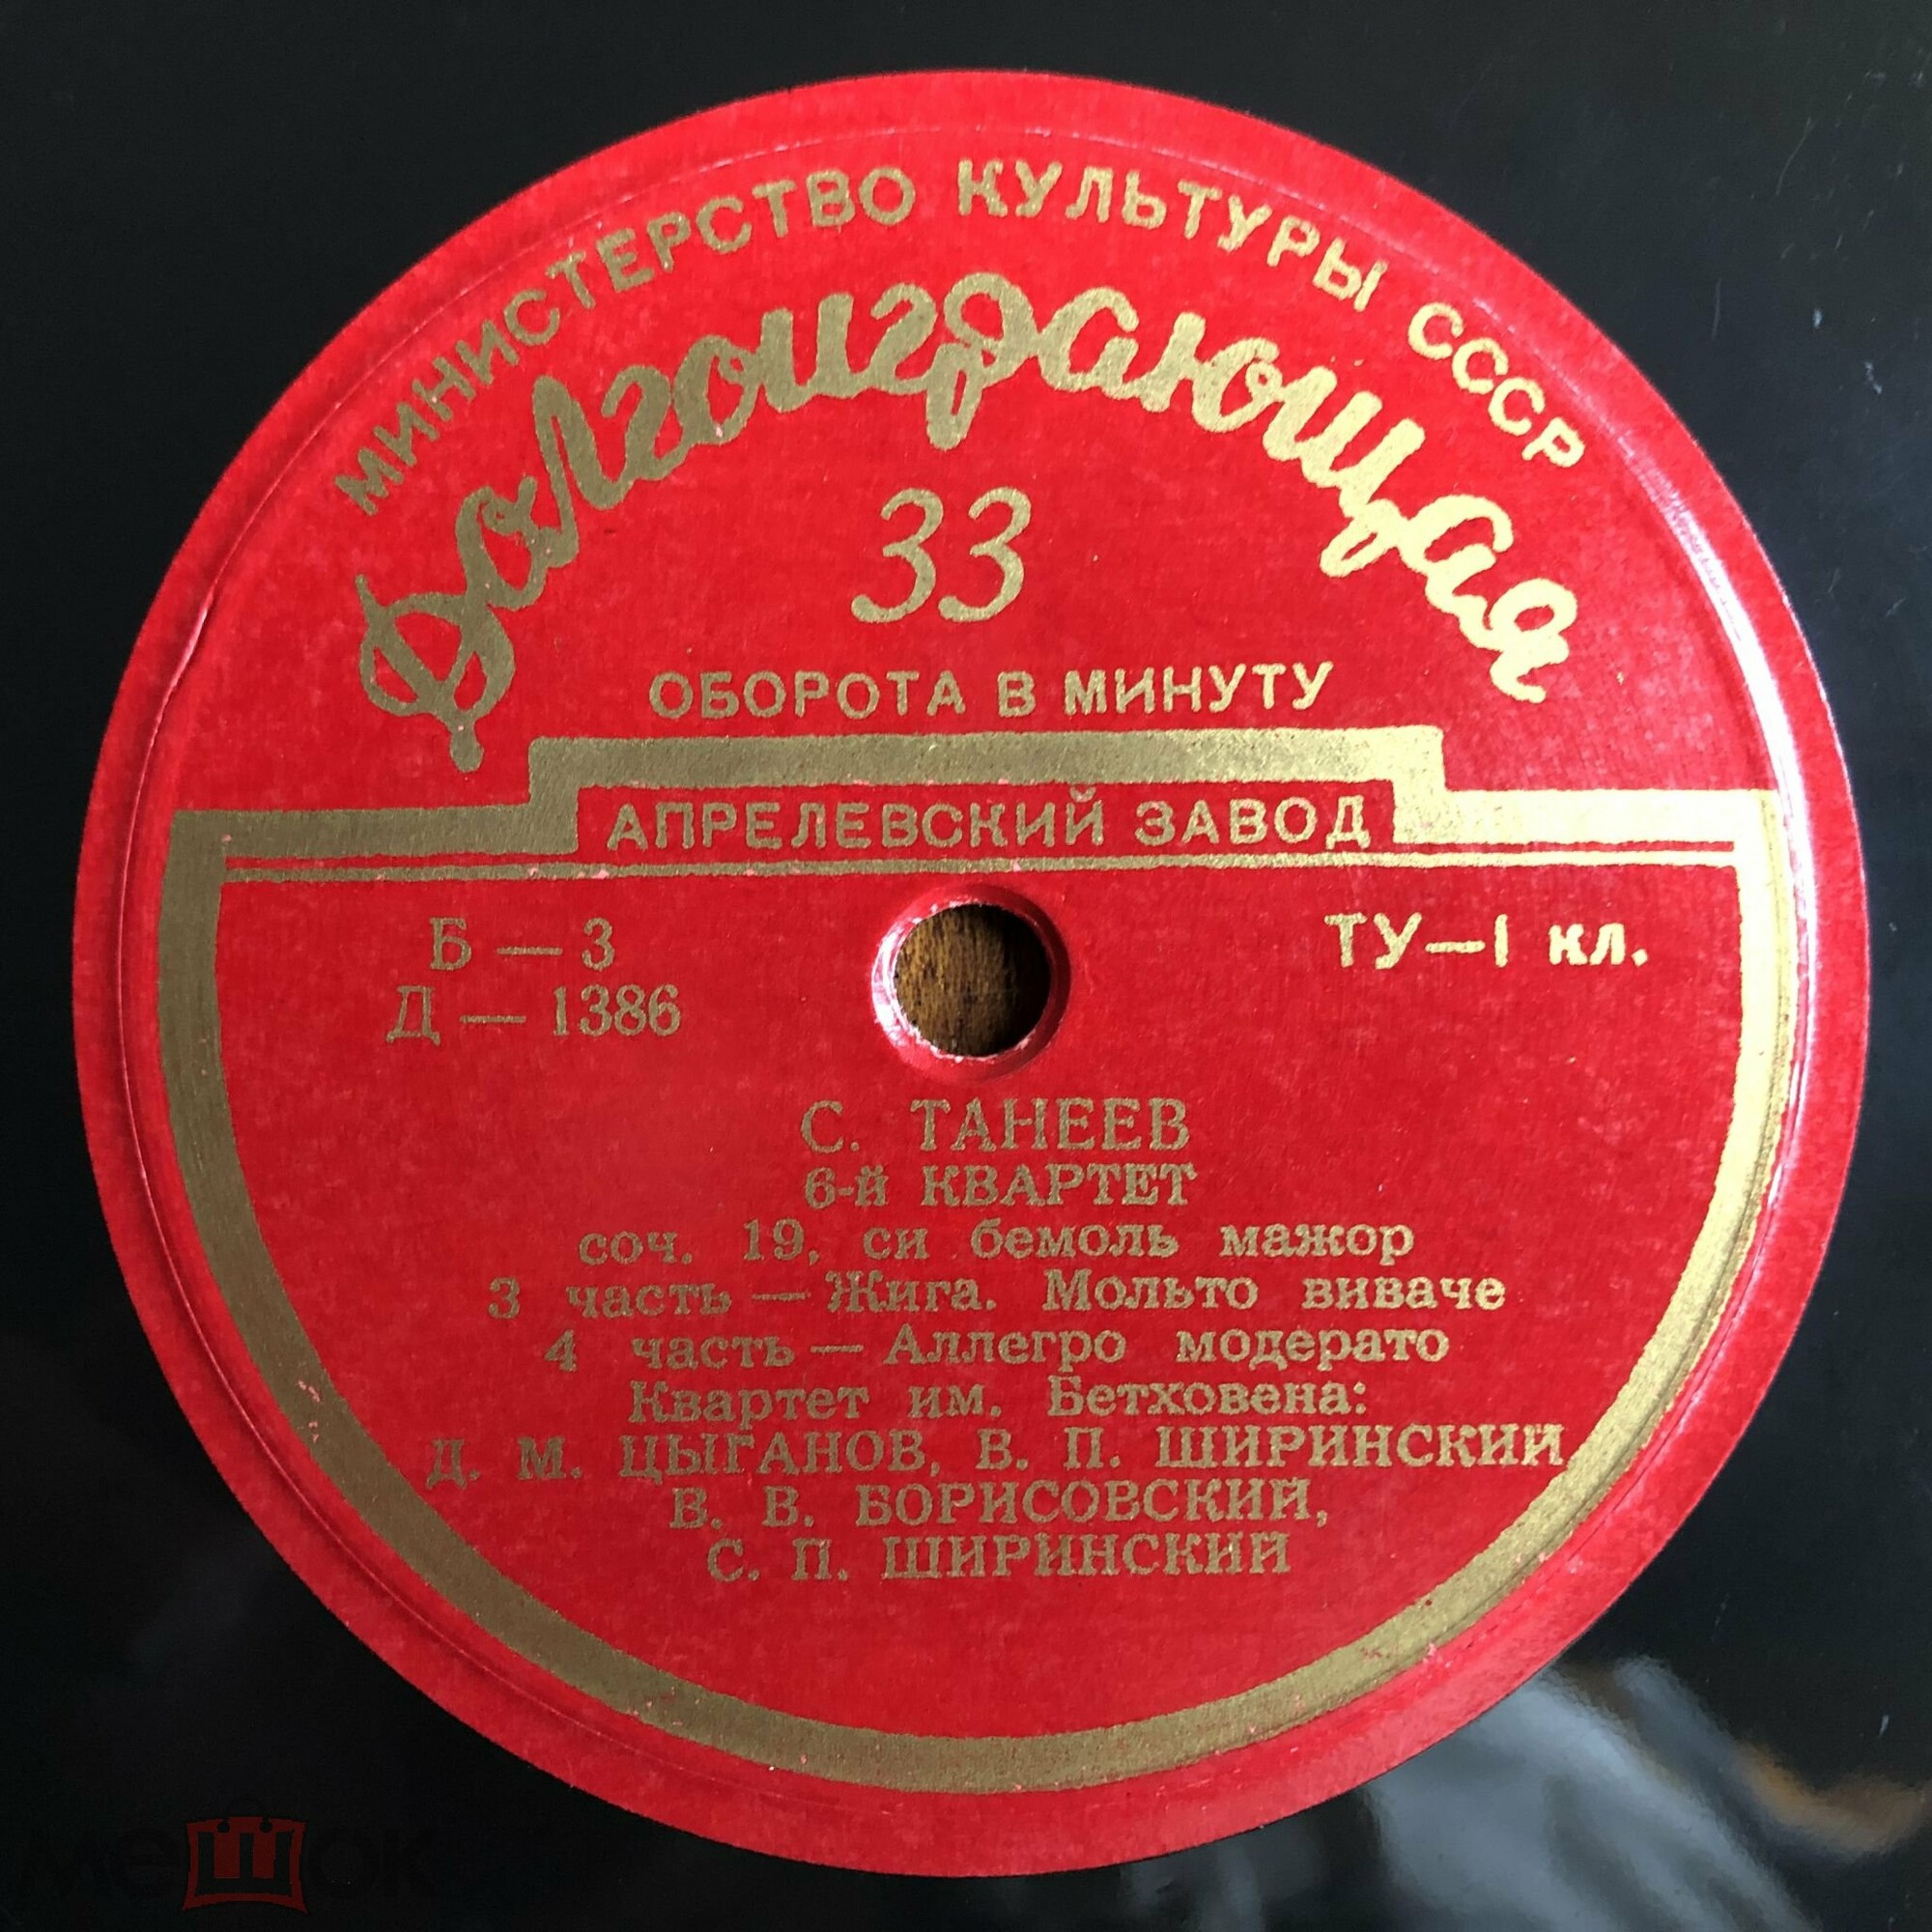 МИНИСТЕРСТВО КУЛЬТУРЫ СССР
Долгоиграющая
33
ОБОРОТА В МИНУТУ
АПРЕЛЕВСКИЙ ЗАВОД
Б — 3
Д — 1386
ТУ—I кл.
С. ТАНЕЕВ
6-й КВАРТЕТ
соч. 19, си бемоль мажор
3 часть — Жига. Мольто виваче
4 часть — Аллегро модерато
Квартет им. Бетховена:
Д. М. ЦЫГАНОВ, В. П. ШИРИНСКИЙ
В. В. БОРИСОВСКИЙ,
С. П. ШИРИНСКИЙ
мешок